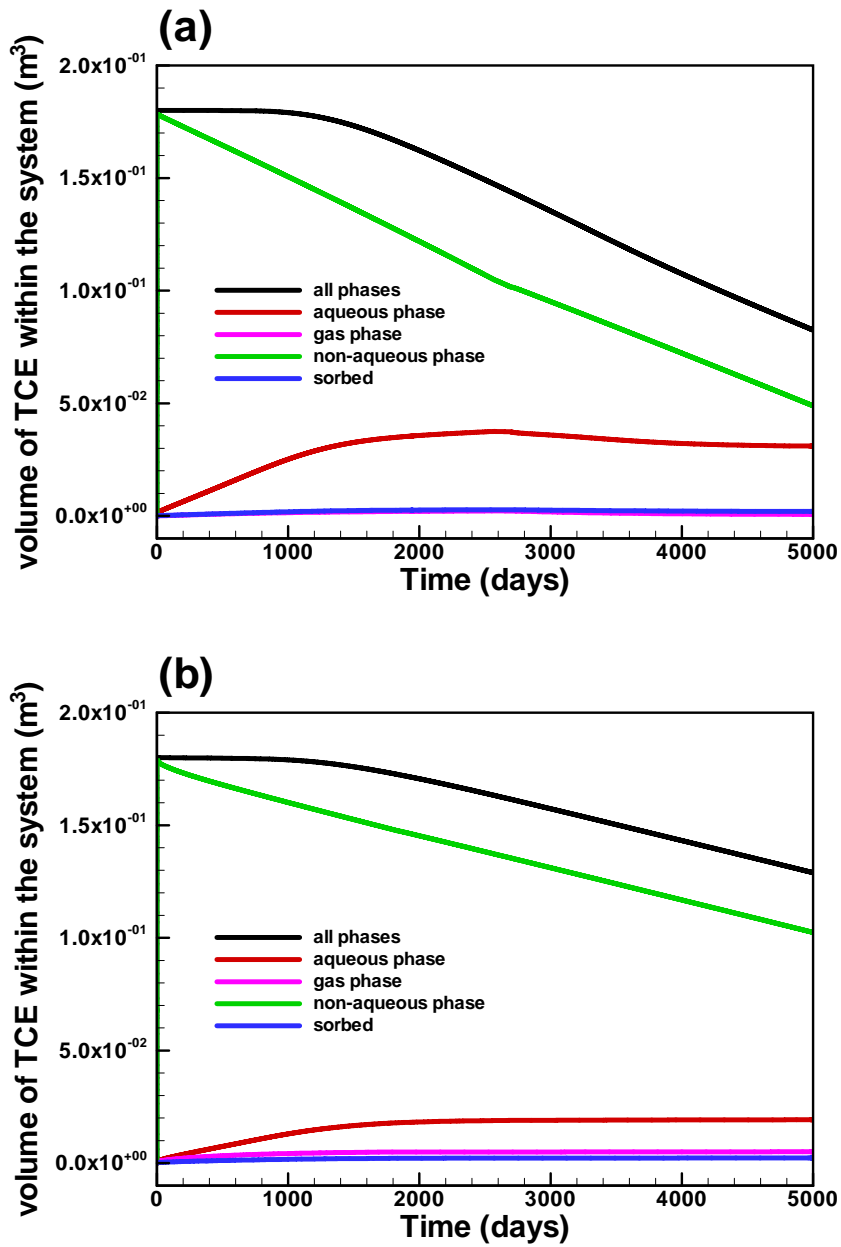 (a)
volume of TCE within the system (m³)
2.0x10⁻⁰¹
1.5x10⁻⁰¹
1.0x10⁻⁰¹
5.0x10⁻⁰²
0.0x10⁺⁰⁰
all phases
aqueous phase
gas phase
non-aqueous phase
sorbed
0 1000 2000 3000 4000 5000
Time (days)
(b)
volume of TCE within the system (m³)
2.0x10⁻⁰¹
1.5x10⁻⁰¹
1.0x10⁻⁰¹
5.0x10⁻⁰²
0.0x10⁺⁰⁰
all phases
aqueous phase
gas phase
non-aqueous phase
sorbed
0 1000 2000 3000 4000 5000
Time (days)